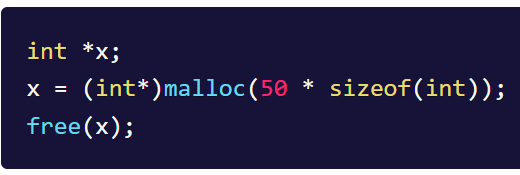 int *x;
x = (int*)malloc(50 * sizeof(int));
free(x);